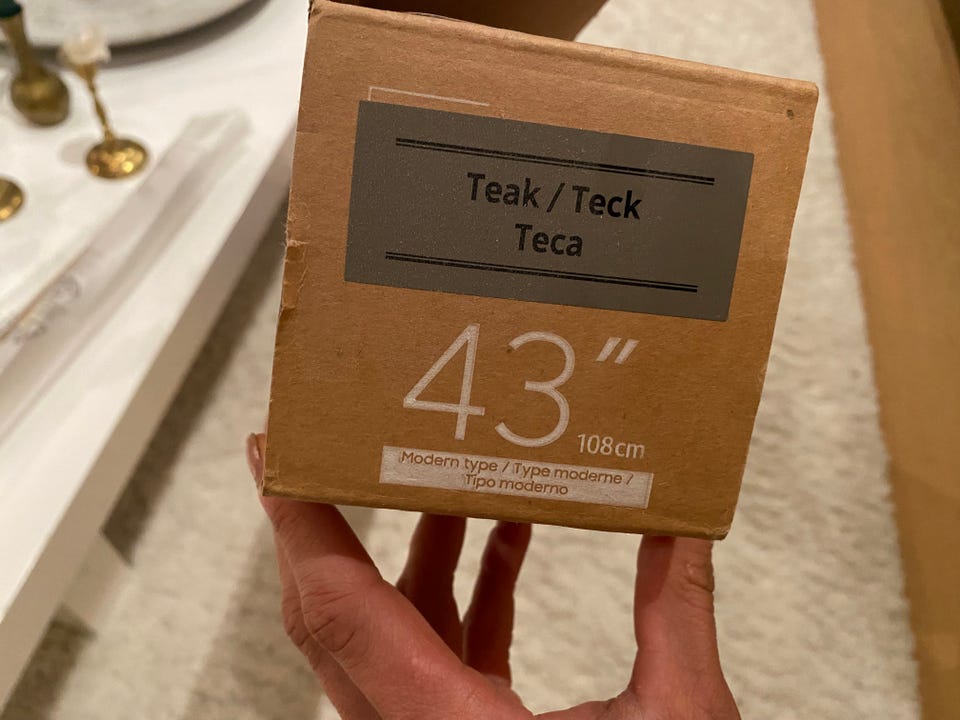 Teak / Teck
Teca
43″
108cm
Modern type / Type moderne /
Tipo moderno